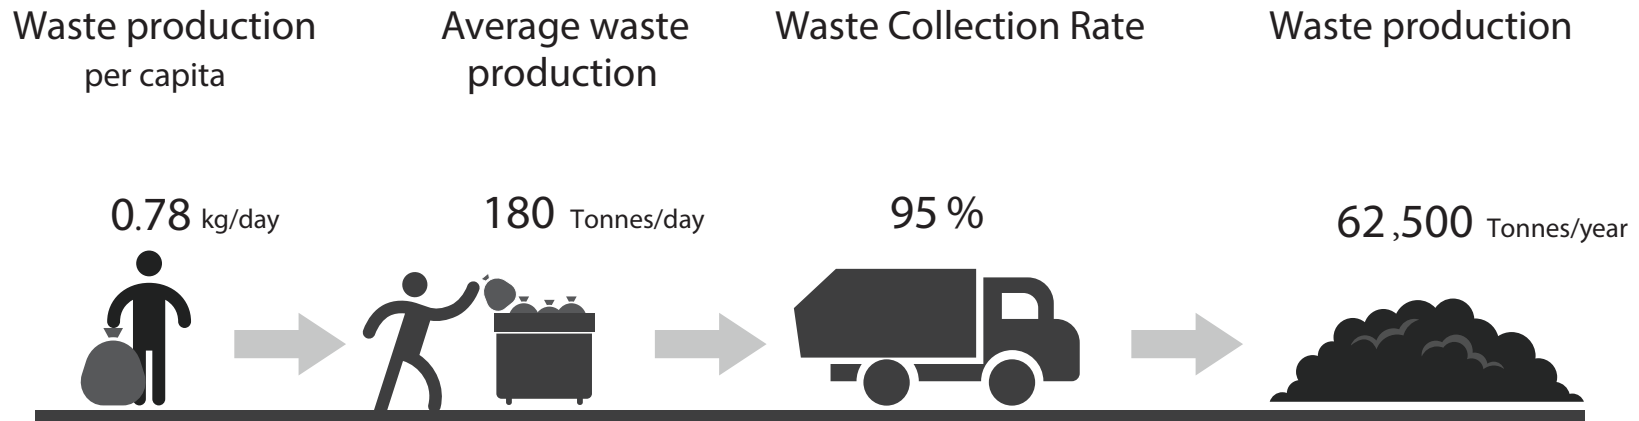 Waste production
per capita
Average waste
production
Waste Collection Rate
Waste production
0.78 kg/day
180 Tonnes/day
95 %
62,500 Tonnes/year